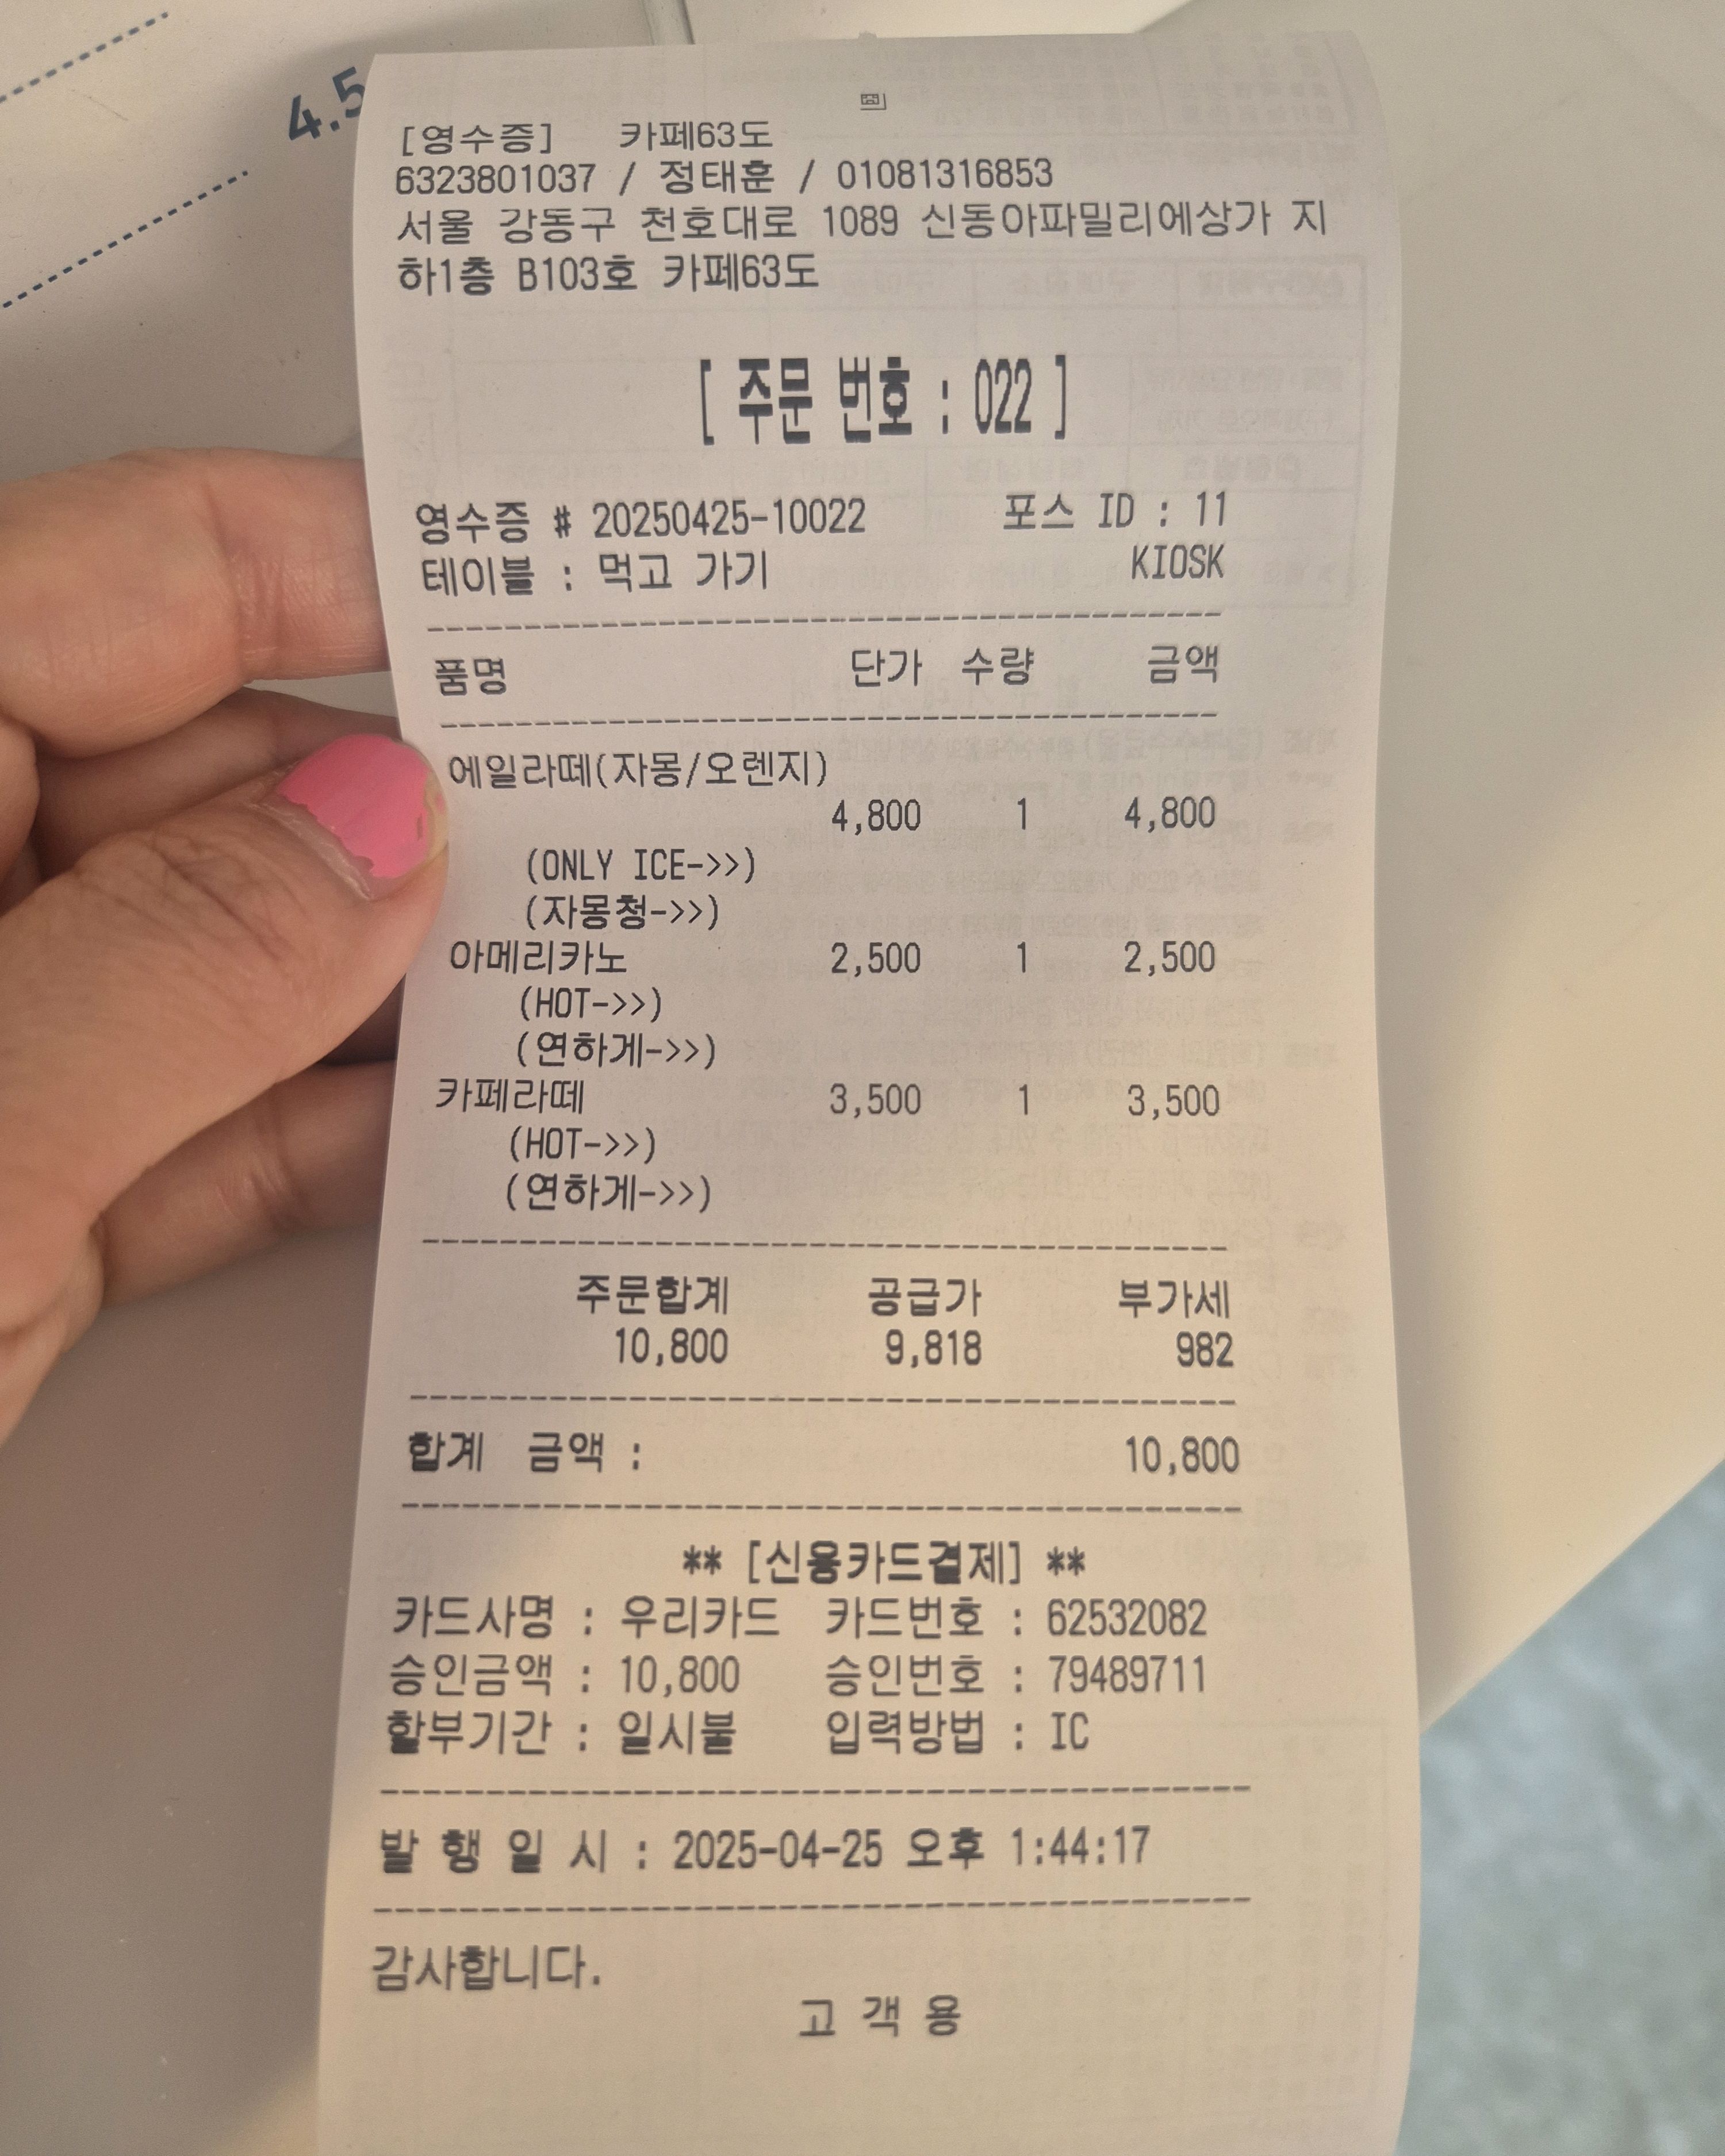 4.5
[영수증] 카페63도
6323801037 / 정태훈 / 01081316853
서울 강동구 천호대로 1089 신동아파밀리에상가 지
하1층 B103호 카페63도
[ 주문 번호 : 022 ]
영수증 # 20250425-10022 포스 ID : 11
테이블 : 먹고 가기 KIOSK
품명 단가 수량 금액
에일라떼(자몽/오렌지)
4,800 1 4,800
(ONLY ICE->>)
(자몽청->>)
아메리카노 2,500 1 2,500
(HOT->>)
(연하게->>)
카페라떼 3,500 1 3,500
(HOT->>)
(연하게->>)
주문합계 공급가 부가세
10,800 9,818 982
합계 금액 : 10,800
** [신용카드결제] **
카드사명 : 우리카드 카드번호 : 62532082
승인금액 : 10,800 승인번호 : 79489711
할부기간 : 일시불 입력방법 : IC
발 행 일 시 : 2025-04-25 오후 1:44:17
감사합니다.
고 객 용